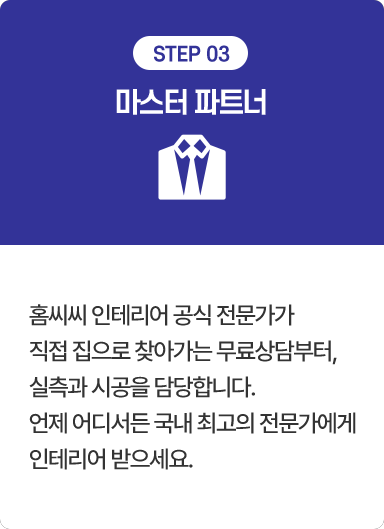 STEP 03
마스터 파트너
홈씨씨 인테리어 공식 전문가가
직접 집으로 찾아가는 무료상담부터,
실측과 시공을 담당합니다.
언제 어디서든 국내 최고의 전문가에게
인테리어 받으세요.